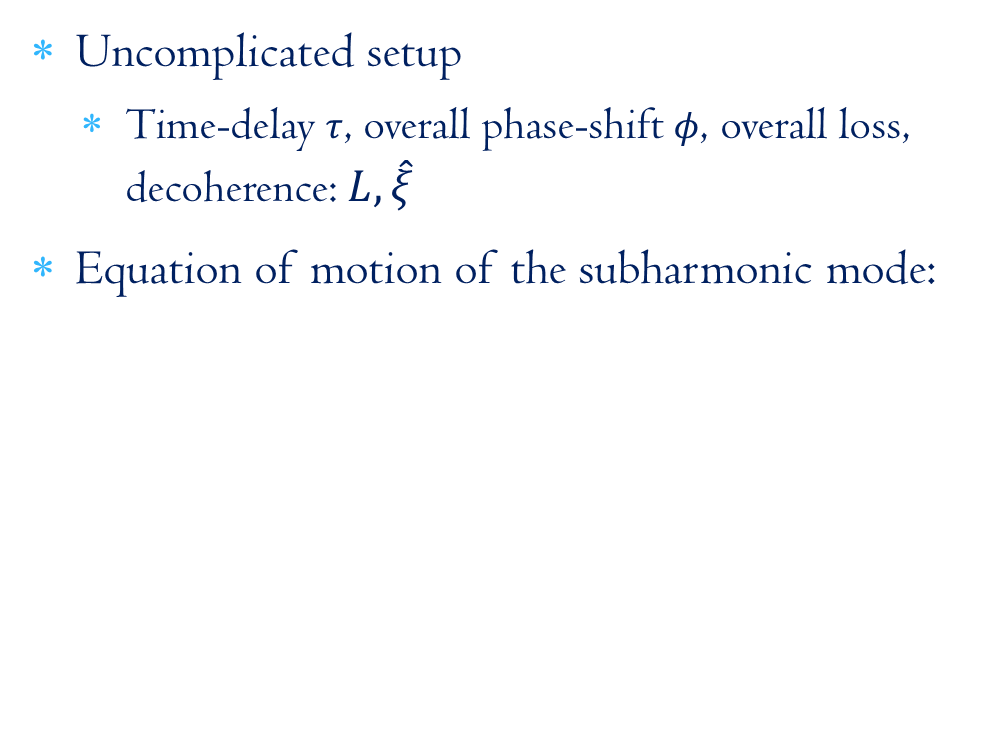 * Uncomplicated setup
* Time-delay τ, overall phase-shift ϕ, overall loss,
decoherence: L, ξ̂
* Equation of motion of the subharmonic mode: